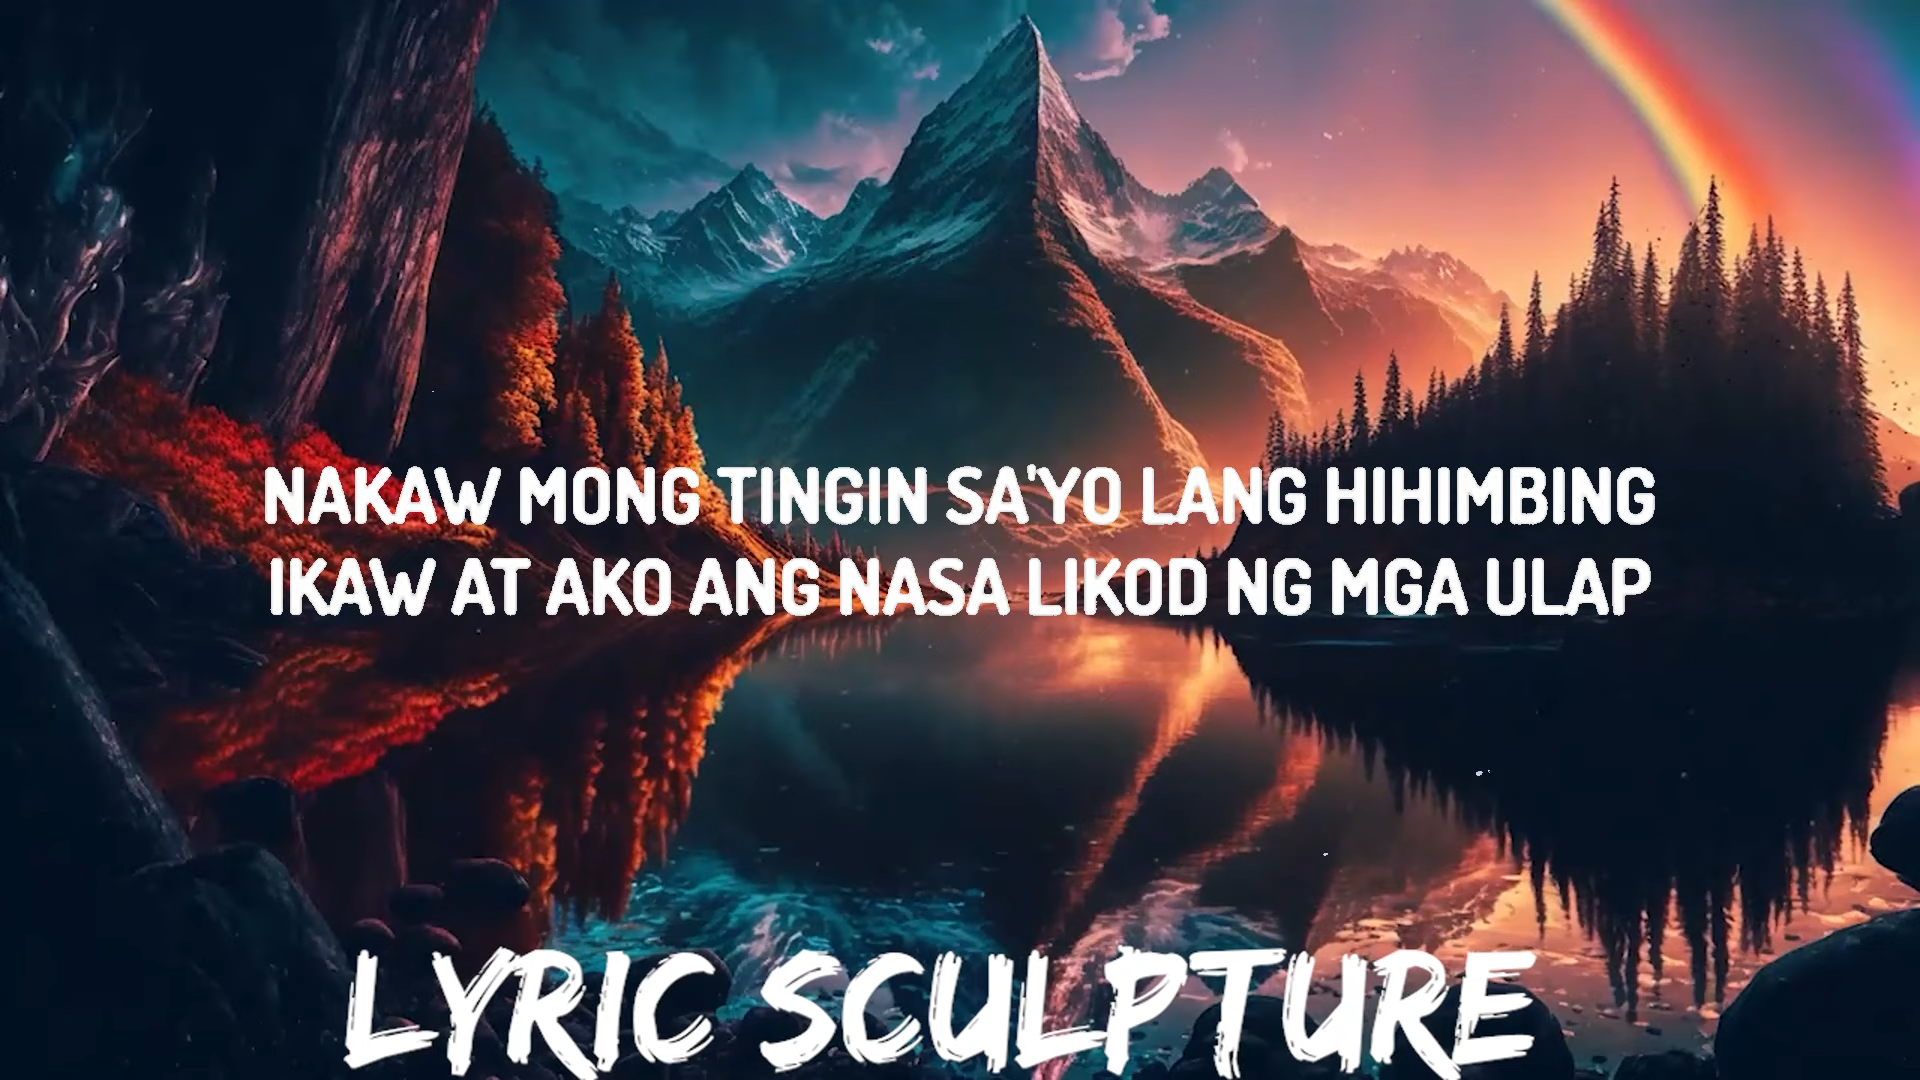 NAKAW MONG TINGIN SA'YO LANG HIHIMBING
IKAW AT AKO ANG NASA LIKOD NG MGA ULAP
LYRIC SCULPTURE